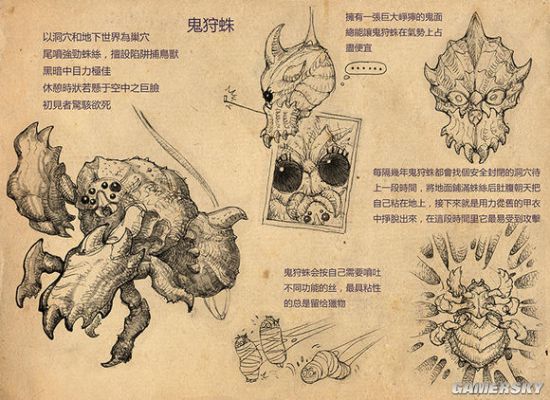 鬼狩蛛
以洞穴和地下世界為巢穴
尾噴強勁蛛絲，擅設陷阱捕鳥獸
黑暗中目力極佳
休憩時狀若懸于空中之巨臉
初見者驚駭欲死
擁有一張巨大崢嶸的鬼面
總能讓鬼狩蛛在氣勢上占
盡便宜
每隔幾年鬼狩蛛都會找個安全封閉的洞穴待
上一段時間，將地面鋪滿蛛絲后肚腹朝天把
自己粘在地上，接下來就是用力從舊的甲衣
中掙脫出來，在這段時間里它最易受到攻擊
鬼狩蛛会按自己需要噴吐
不同功能的丝，最具粘性
的总是留给獵物
GAMERSKY